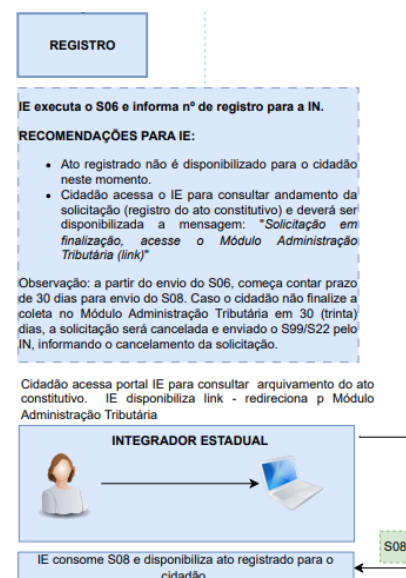 REGISTRO
IE executa o S06 e informa nº de registro para a IN.
RECOMENDAÇÕES PARA IE:
• Ato registrado não é disponibilizado para o cidadão
neste momento.
• Cidadão acessa o IE para consultar andamento da
solicitação (registro do ato constitutivo) e deverá ser
disponibilizada a mensagem: "Solicitação em
finalização, acesse o Módulo Administração
Tributária (link)"
Observação: a partir do envio do S06, começa contar prazo
de 30 dias para envio do S08. Caso o cidadão não finalize a
coleta no Módulo Administração Tributária em 30 (trinta)
dias, a solicitação será cancelada e enviado o S99/S22 pelo
IN, informando o cancelamento da solicitação.
Cidadão acessa portal IE para consultar arquivamento do ato
constitutivo. IE disponibiliza link - redireciona p Módulo
Administração Tributária
INTEGRADOR ESTADUAL
S08
IE consome S08 e disponibiliza ato registrado para o
cidadão